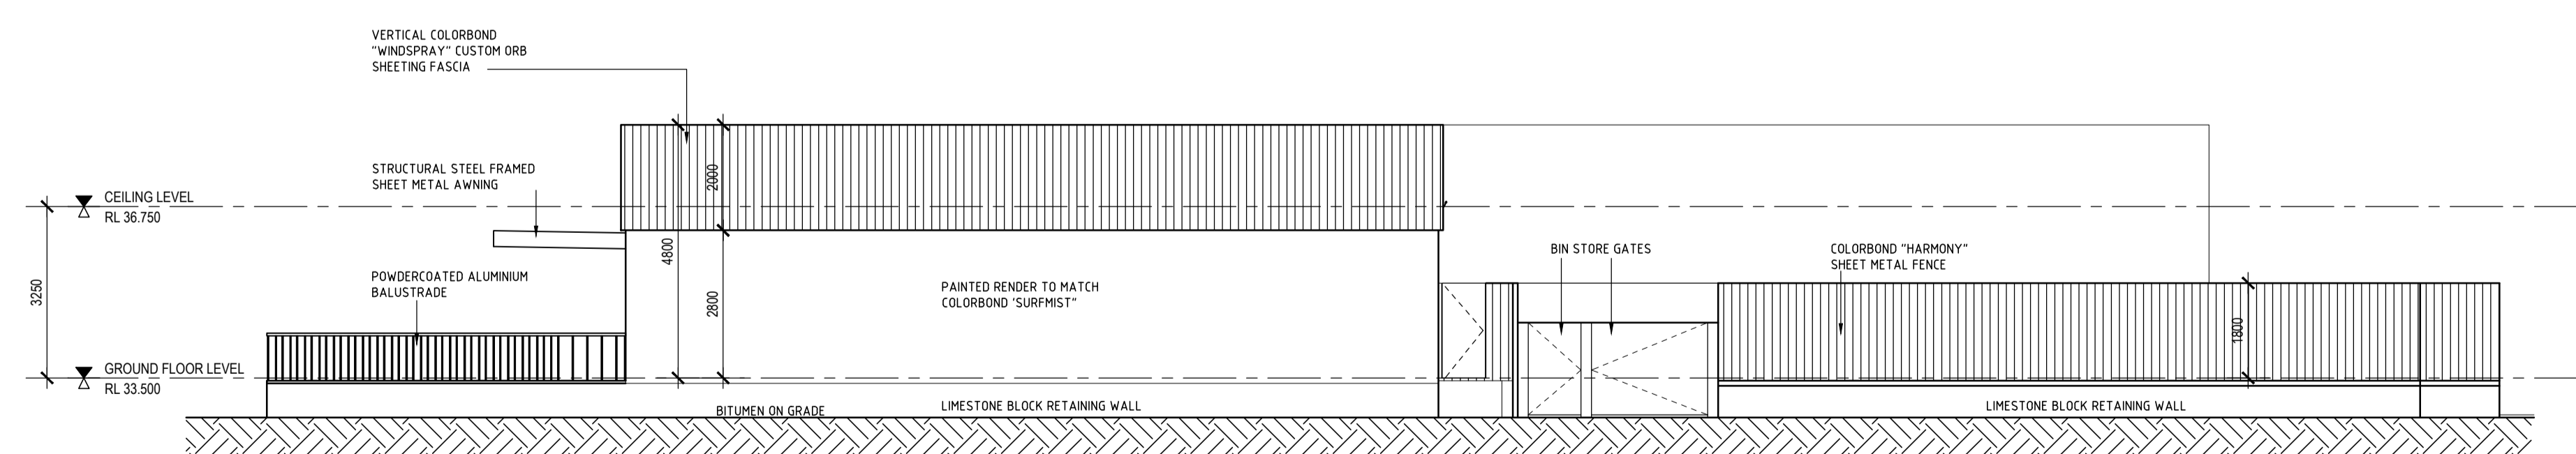 VERTICAL COLORBOND
"WINDSPRAY" CUSTOM ORB
SHEETING FASCIA
STRUCTURAL STEEL FRAMED
SHEET METAL AWNING
CEILING LEVEL
RL 36.750
3250
POWDERCOATED ALUMINIUM
BALUSTRADE
GROUND FLOOR LEVEL
RL 33.500
2000
4800
2800
PAINTED RENDER TO MATCH
COLORBOND 'SURFMIST"
BIN STORE GATES
COLORBOND "HARMONY"
SHEET METAL FENCE
1800
BITUMEN ON GRADE
LIMESTONE BLOCK RETAINING WALL
LIMESTONE BLOCK RETAINING WALL